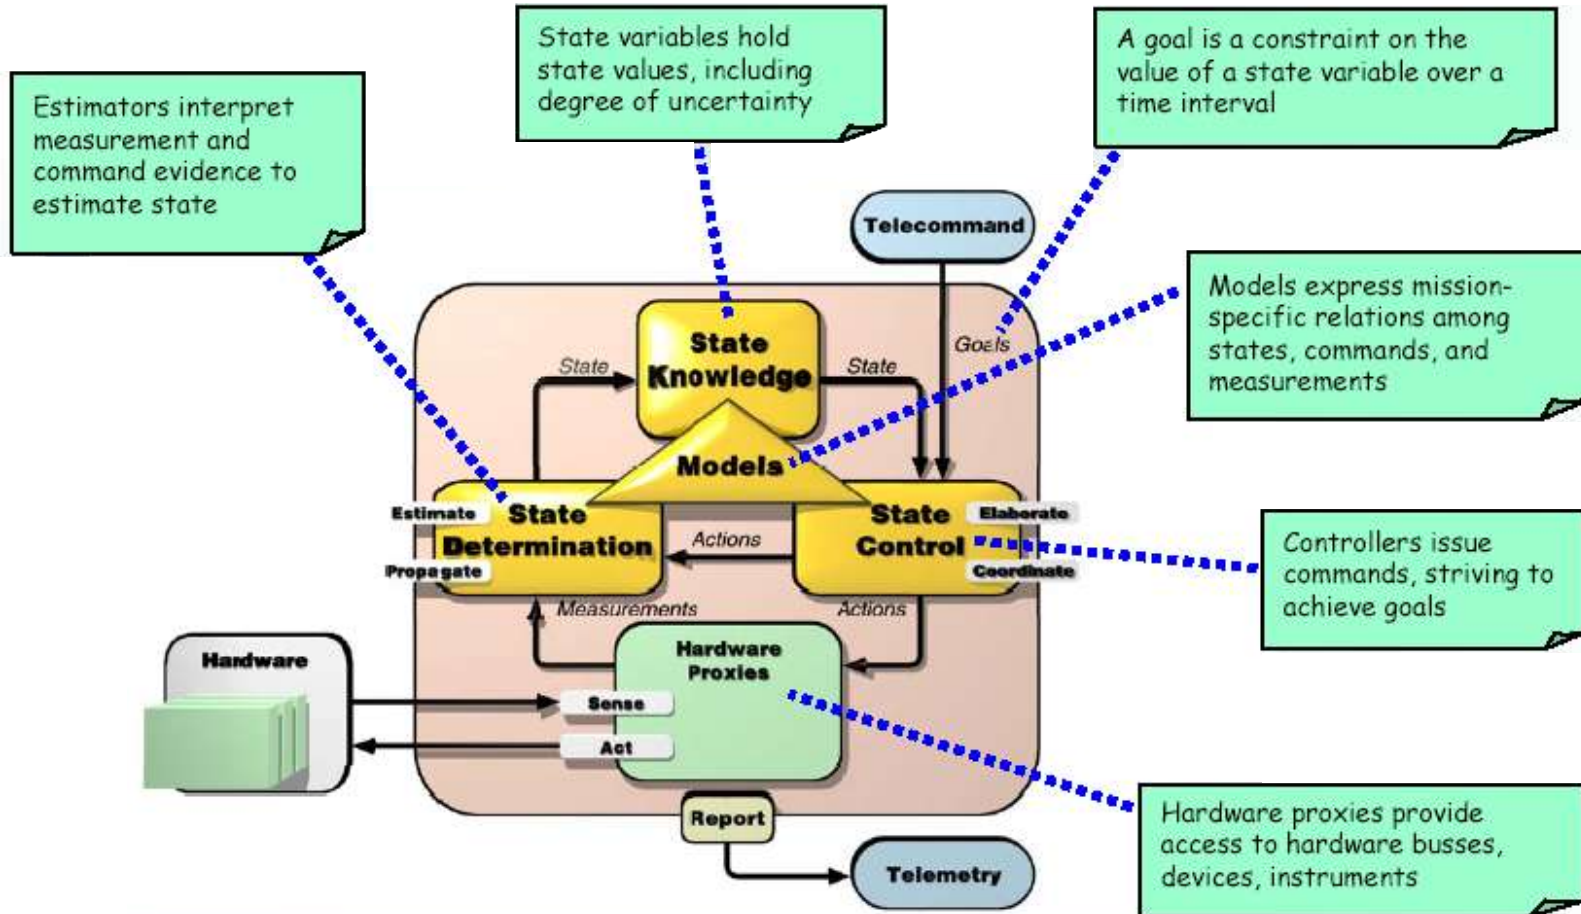 State variables hold
state values, including
degree of uncertainty
A goal is a constraint on the
value of a state variable over a
time interval
Estimators interpret
measurement and
command evidence to
estimate state
Telecommand
Models express mission-
specific relations among
states, commands, and
measurements
State
Knowledge
State
State
Goals
Models
Estimate
State
Determination
Propagate
Actions
State
Control
Elaborate
Coordinate
Controllers issue
commands, striving to
achieve goals
Measurements
Actions
Hardware
Hardware
Proxies
Sense
Act
Report
Telemetry
Hardware proxies provide
access to hardware busses,
devices, instruments